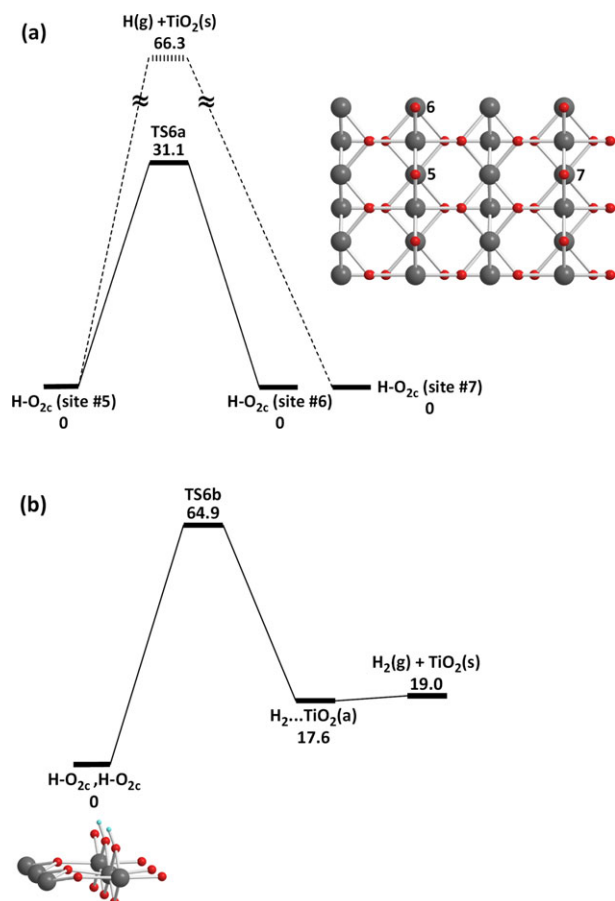 (a)
H(g) +TiO2(s)
66.3
≈
≈
TS6a
31.1
6
5
7
H-O2c (site #5)
0
H-O2c (site #6)
0
H-O2c (site #7)
0
(b)
TS6b
64.9
H2(g) + TiO2(s)
19.0
H2...TiO2(a)
17.6
H-O2c ,H-O2c
0